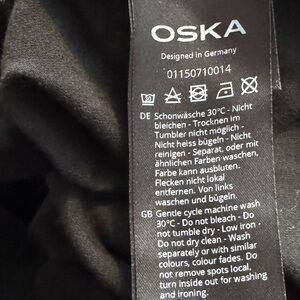 OSKA
Designed in Germany
01150710014
DE Schonwäsche 30°C - Nicht
bleichen - Trocknen im
Tumbler nicht möglich -
Nicht heiss bügeln - Nicht
reinigen - Separat, oder mit
ähnlichen Farben waschen,
Farbe kann ausbluten.
Flecken nicht lokal
entfernen. Von links
waschen und bügeln.
GB Gentle cycle machine wash
30°C - Do not bleach - Do
not tumble dry - Low iron -
Do not dry clean - Wash
separately or with similar
colours, colour fades. Do
not remove spots local,
turn inside out for washing
and ironing.